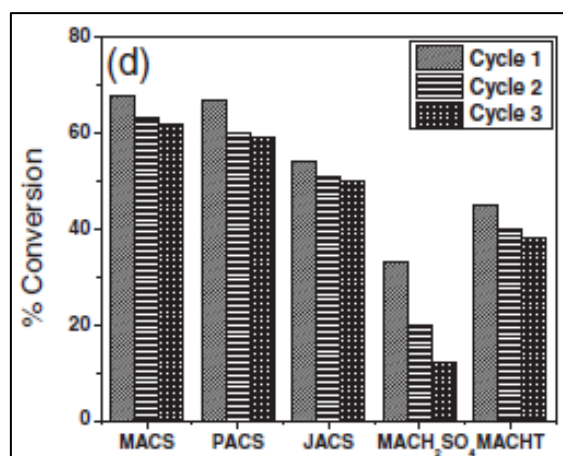 (d)
Cycle 1
Cycle 2
Cycle 3
% Conversion
80
60
40
20
0
MACS PACS JACS MACH₂SO₄ MACHT